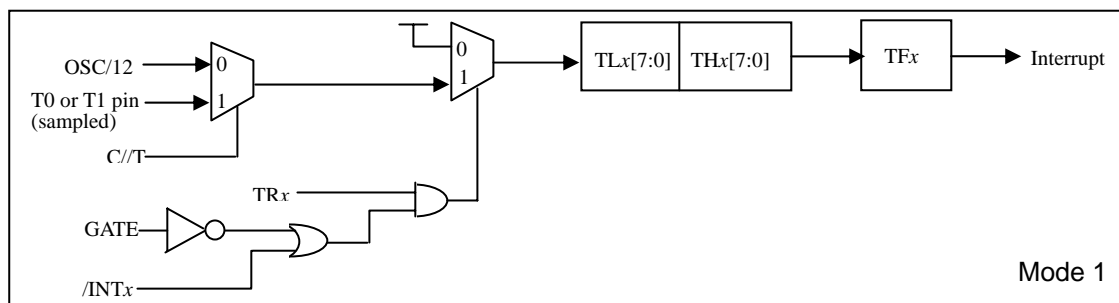 0
OSC/12
0
TLx[7:0]
THx[7:0]
TFx
Interrupt
1
T0 or T1 pin
1
(sampled)
C//T
TRx
GATE
/INTx
Mode 1